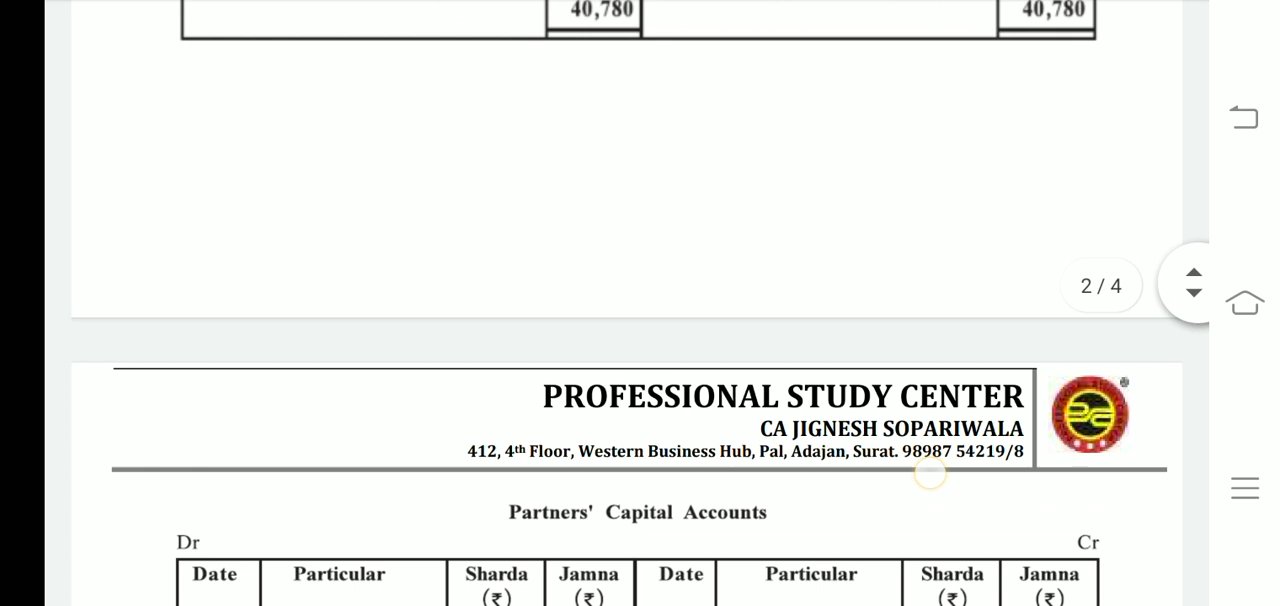 40,780 40,780
2 / 4
PROFESSIONAL STUDY CENTER
CA JIGNESH SOPARIWALA
412, 4th Floor, Western Business Hub, Pal, Adajan, Surat. 98987 54219/8
Partners' Capital Accounts
Dr Cr
Date Particular Sharda Jamna Date Particular Sharda Jamna
(₹) (₹) (₹) (₹)